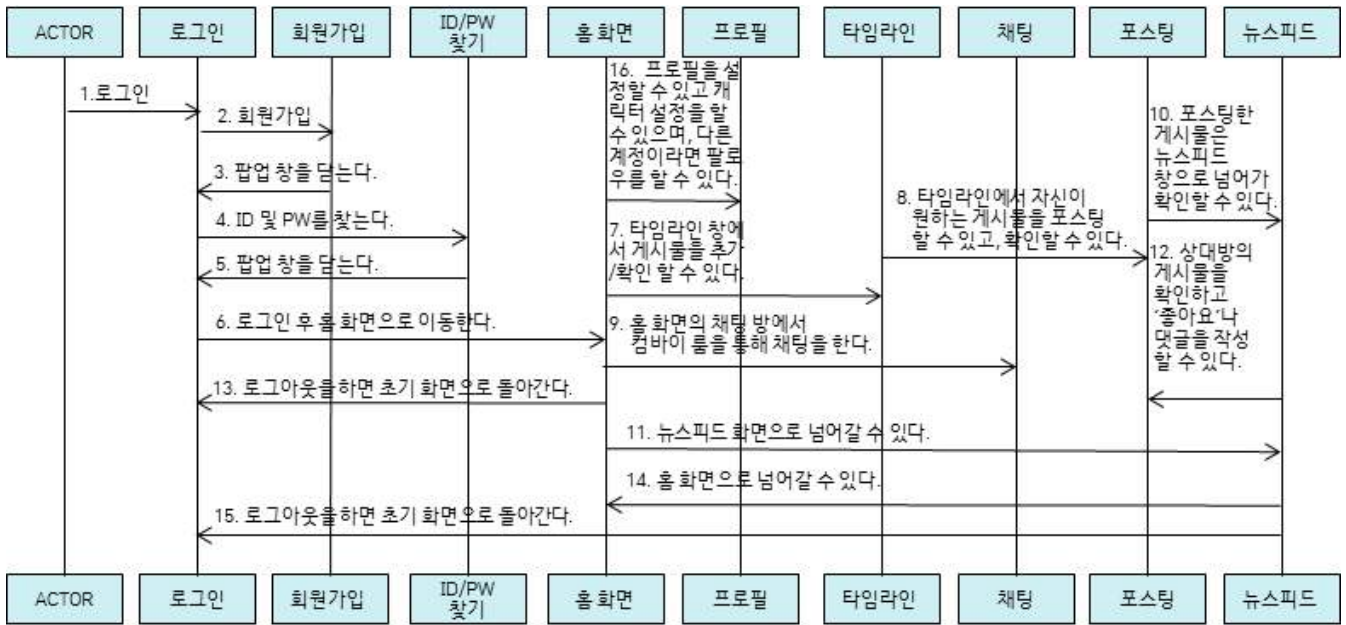 ACTOR
로그인
회원가입
ID/PW
찾기
홈 화면
프로필
타임라인
채팅
포스팅
뉴스피드
1.로그인
2. 회원가입
3. 팝업 창을 닫는다.
4. ID 및 PW를 찾는다.
5. 팝업 창을 닫는다.
6. 로그인 후 홈 화면으로 이동한다.
16. 프로필을 설
정할 수 있고 캐
릭터 설정을 할
수 있으며, 다른
계정이라면 팔로
우를 할 수 있다.
7. 타임라인 창에
서 게시물들을 추가
/확인 할 수 있다.
8. 타임라인에서 자신이
원하는 게시물을 포스팅
할 수 있고, 확인할 수 있다.
9. 홈 화면의 채팅 방에서
컴바이 룸을 통해 채팅을 한다.
10. 포스팅한
게시물은
뉴스피드
창으로 넘어가
확인할 수 있다.
12. 상대방의
게시물을
확인하고
‘좋아요’나
댓글을 작성
할 수 있다.
13. 로그아웃을하면 초기 화면으로 돌아간다.
11. 뉴스피드 화면으로 넘어갈 수 있다.
14. 홈 화면으로 넘어갈 수 있다.
15. 로그아웃을하면 초기 화면으로 돌아간다.
ACTOR
로그인
회원가입
ID/PW
찾기
홈 화면
프로필
타임라인
채팅
포스팅
뉴스피드